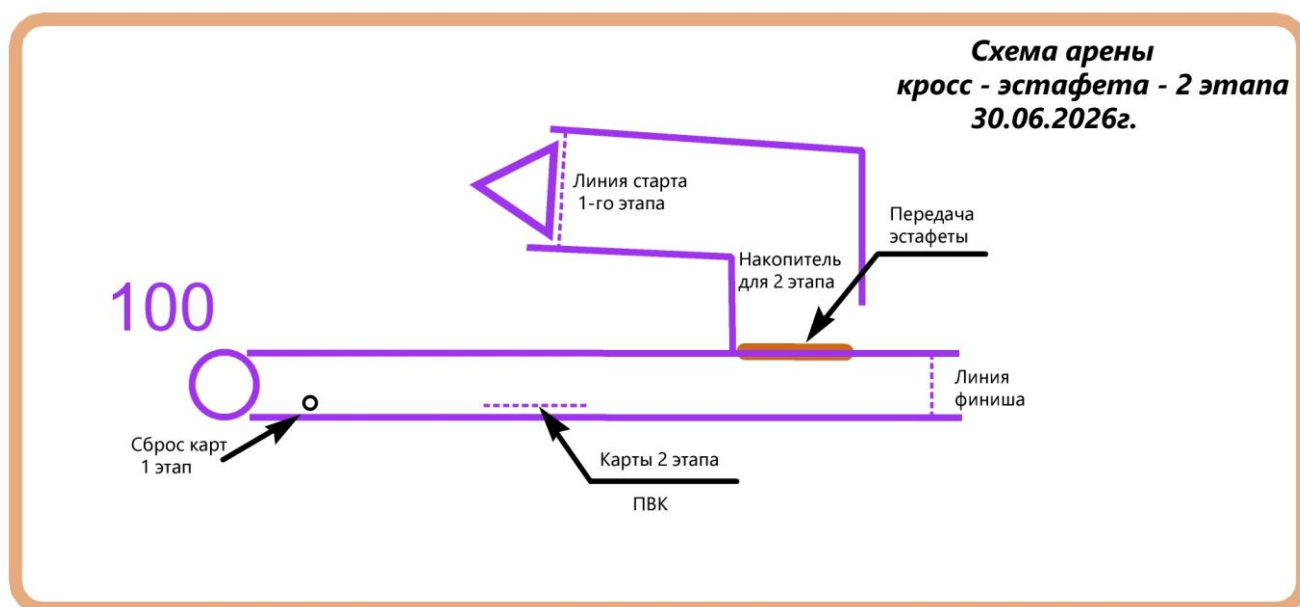 Схема арены
кросс - эстафета - 2 этапа
30.06.2026г.
Линия старта
1-го этапа
Передача
эстафеты
Накопитель
для 2 этапа
100
Линия
финиша
Сброс карт
1 этап
Карты 2 этапа
ПВК